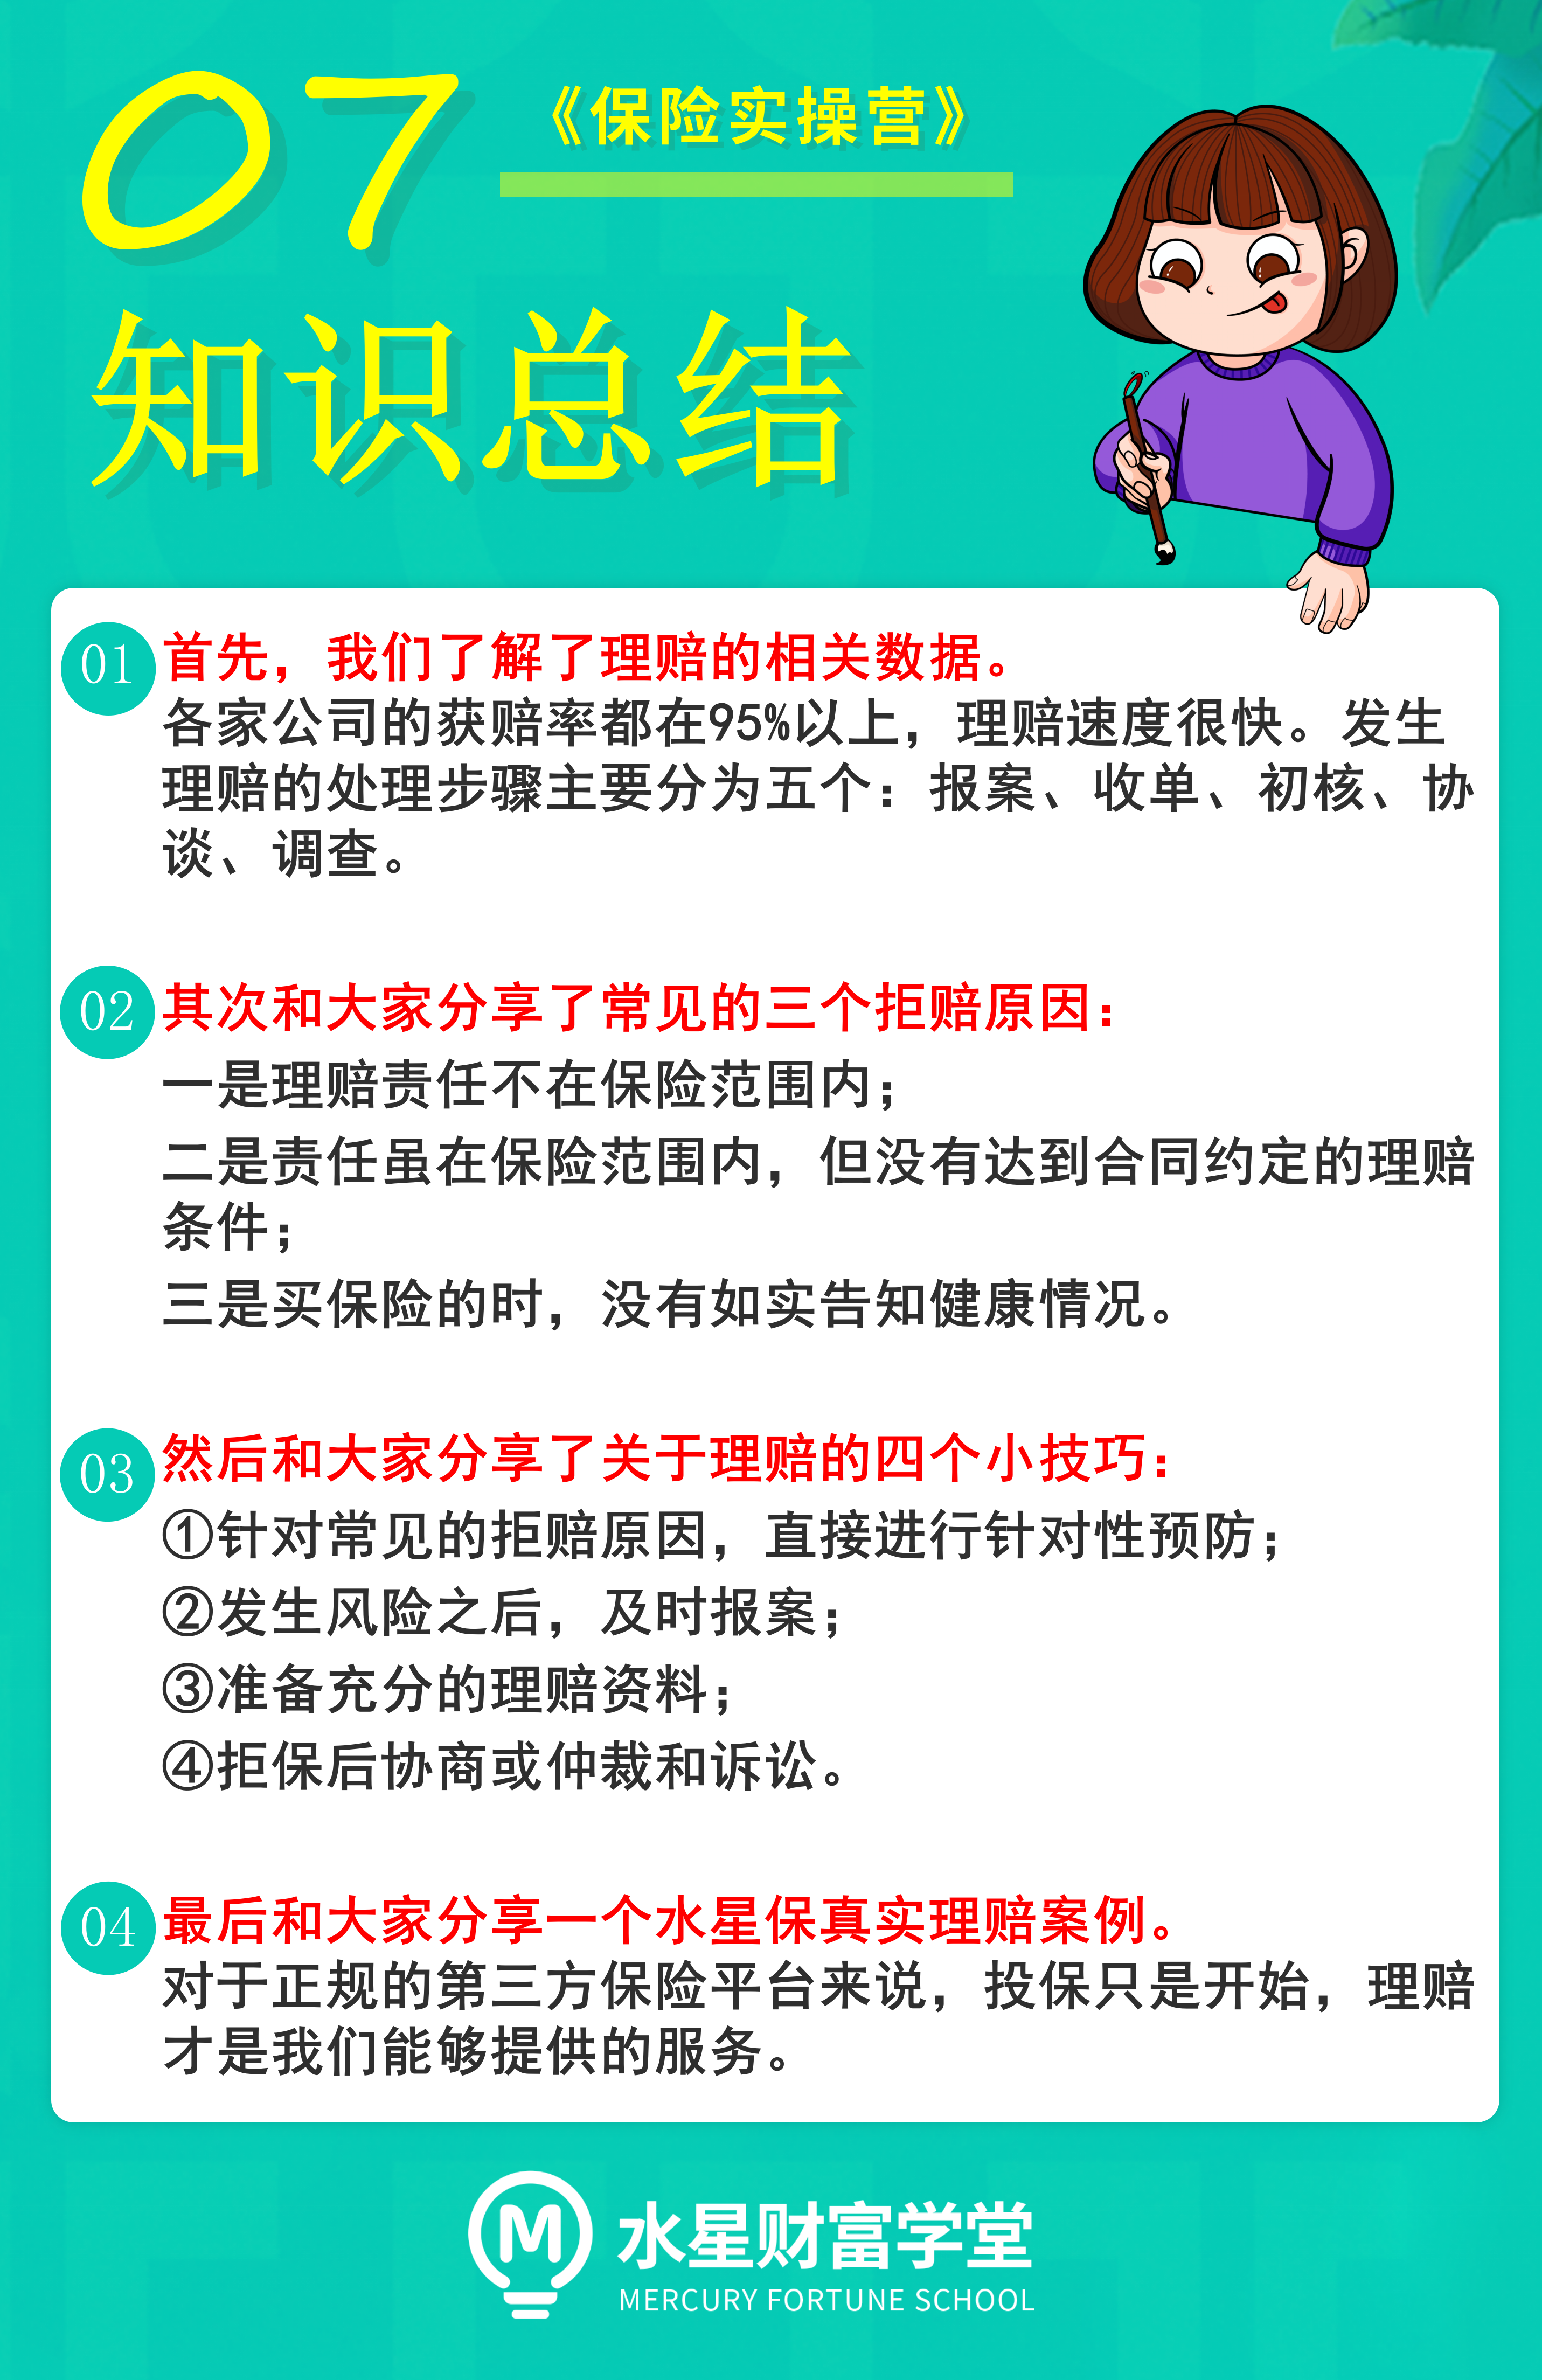 07
《保险实操营》
知识总结
01
首先，我们了解了理赔的相关数据。
各家公司的获赔率都在95%以上，理赔速度很快。发生
理赔的处理步骤主要分为五个：报案、收单、初核、协
谈、调查。
02
其次和大家分享了常见的三个拒赔原因：
一是理赔责任不在保险范围内；
二是责任虽在保险范围内，但没有达到合同约定的理赔
条件；
三是买保险的时，没有如实告知健康情况。
03
然后和大家分享了关于理赔的四个小技巧：
①针对常见的拒赔原因，直接进行针对性预防；
②发生风险之后，及时报案；
③准备充分的理赔资料；
④拒保后协商或仲裁和诉讼。
04
最后和大家分享一个水星保真实理赔案例。
对于正规的第三方保险平台来说，投保只是开始，理赔
才是我们能够提供的服务。
M
水星财富学堂
MERCURY FORTUNE SCHOOL